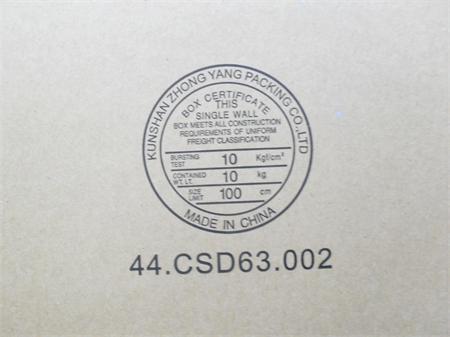 KUNSHAN ZHONG YANG PACKING CO.,LTD
BOX CERTIFICATE
THIS
SINGLE WALL
BOX MEETS ALL CONSTRUCTION
REQUIREMENTS OF UNIFORM
FREIGHT CLASSIFICATION
BURSTING TEST 10 Kgf/cm²
CONTAINED WT. LT. 10 kg
SIZE LIMIT 100 cm
MADE IN CHINA
44.CSD63.002